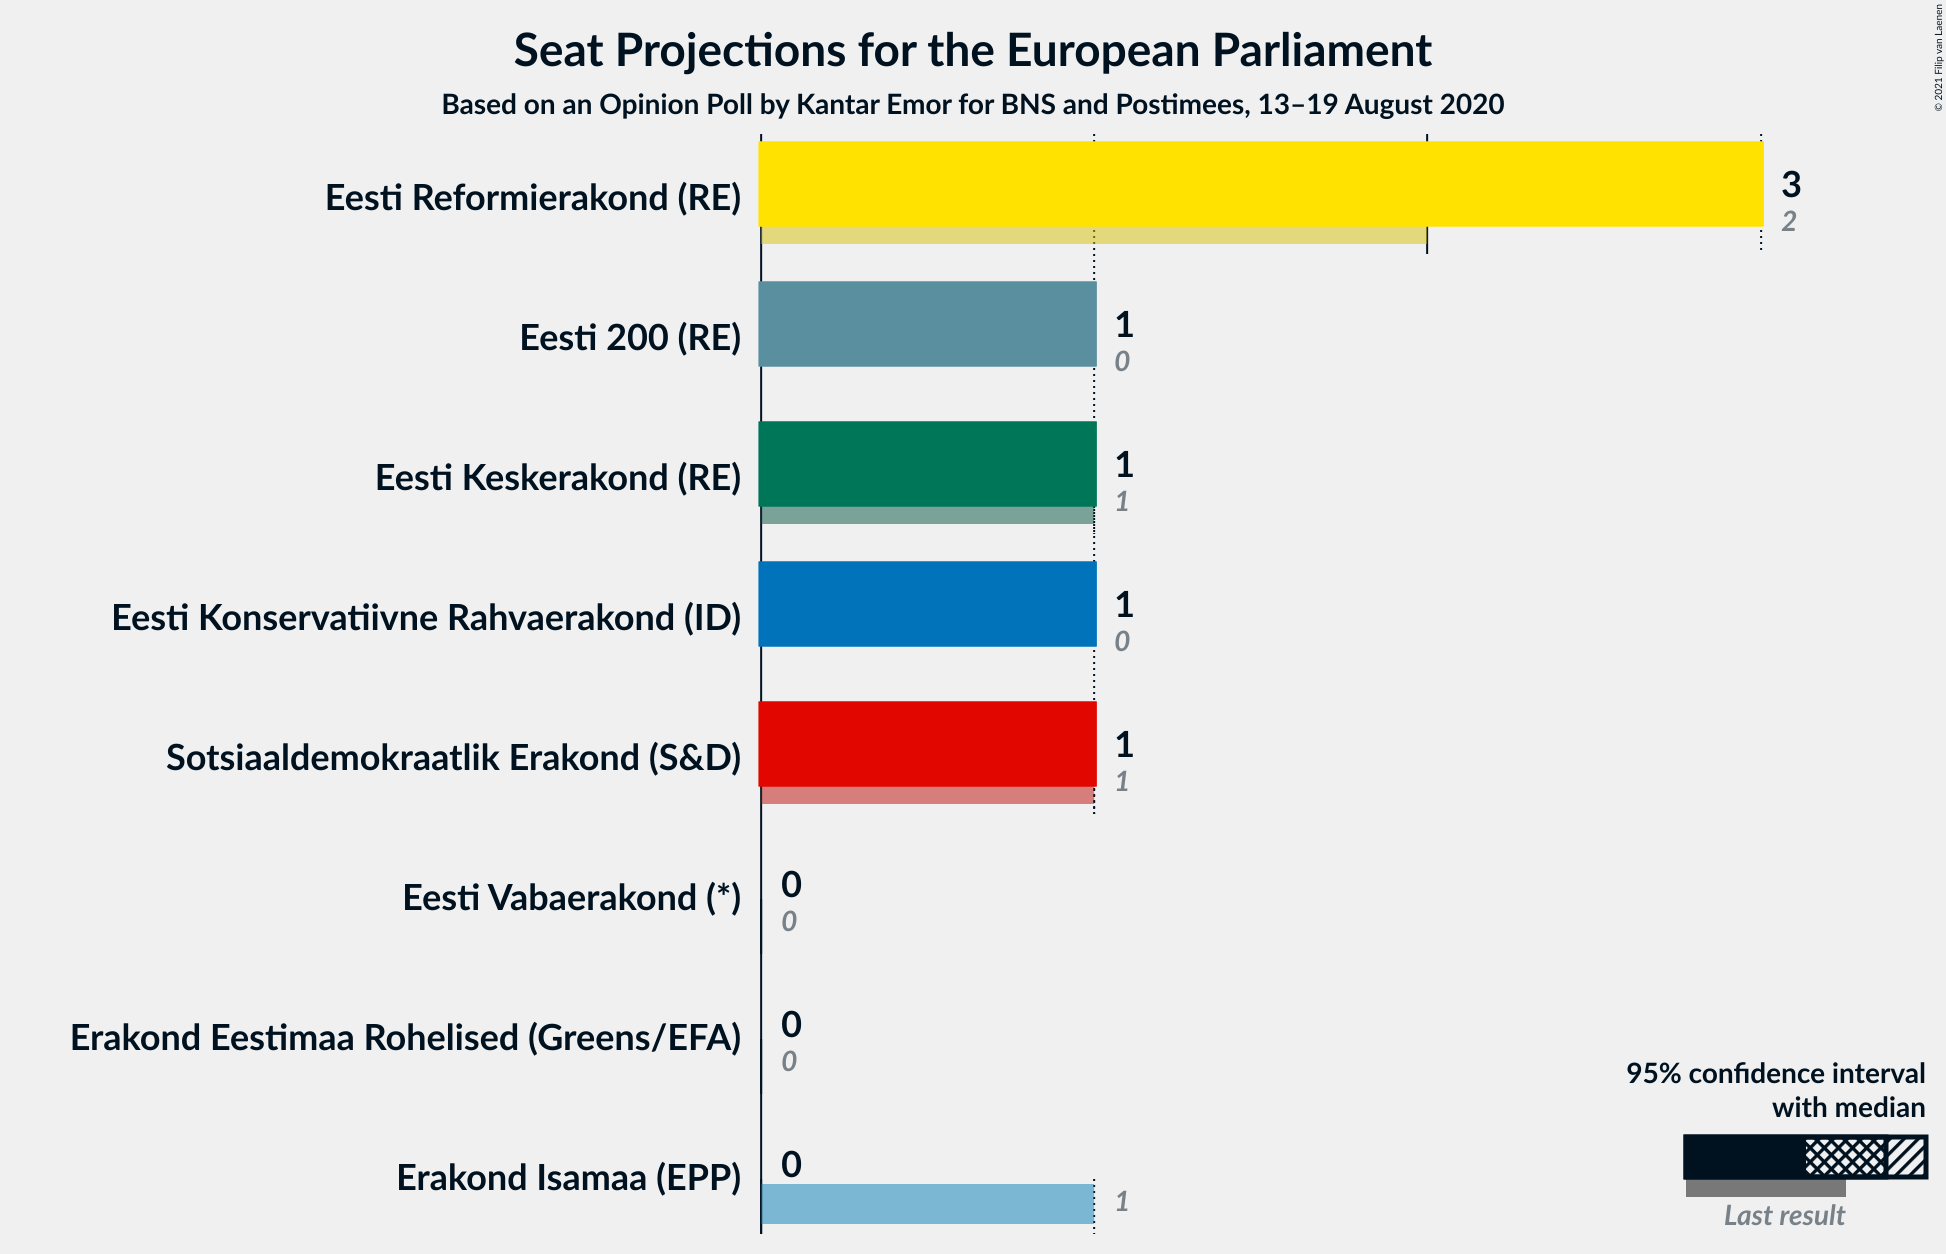 Seat Projections for the European Parliament
Based on an Opinion Poll by Kantar Emor for BNS and Postimees, 13–19 August 2020
© 2021 Filip van Laenen
Eesti Reformierakond (RE)
3
2
Eesti 200 (RE)
1
0
Eesti Keskerakond (RE)
1
1
Eesti Konservatiivne Rahvaerakond (ID)
1
0
Sotsiaaldemokraatlik Erakond (S&D)
1
1
Eesti Vabaerakond (*)
0
0
Erakond Eestimaa Rohelised (Greens/EFA)
0
0
Erakond Isamaa (EPP)
0
1
95% confidence interval
with median
Last result